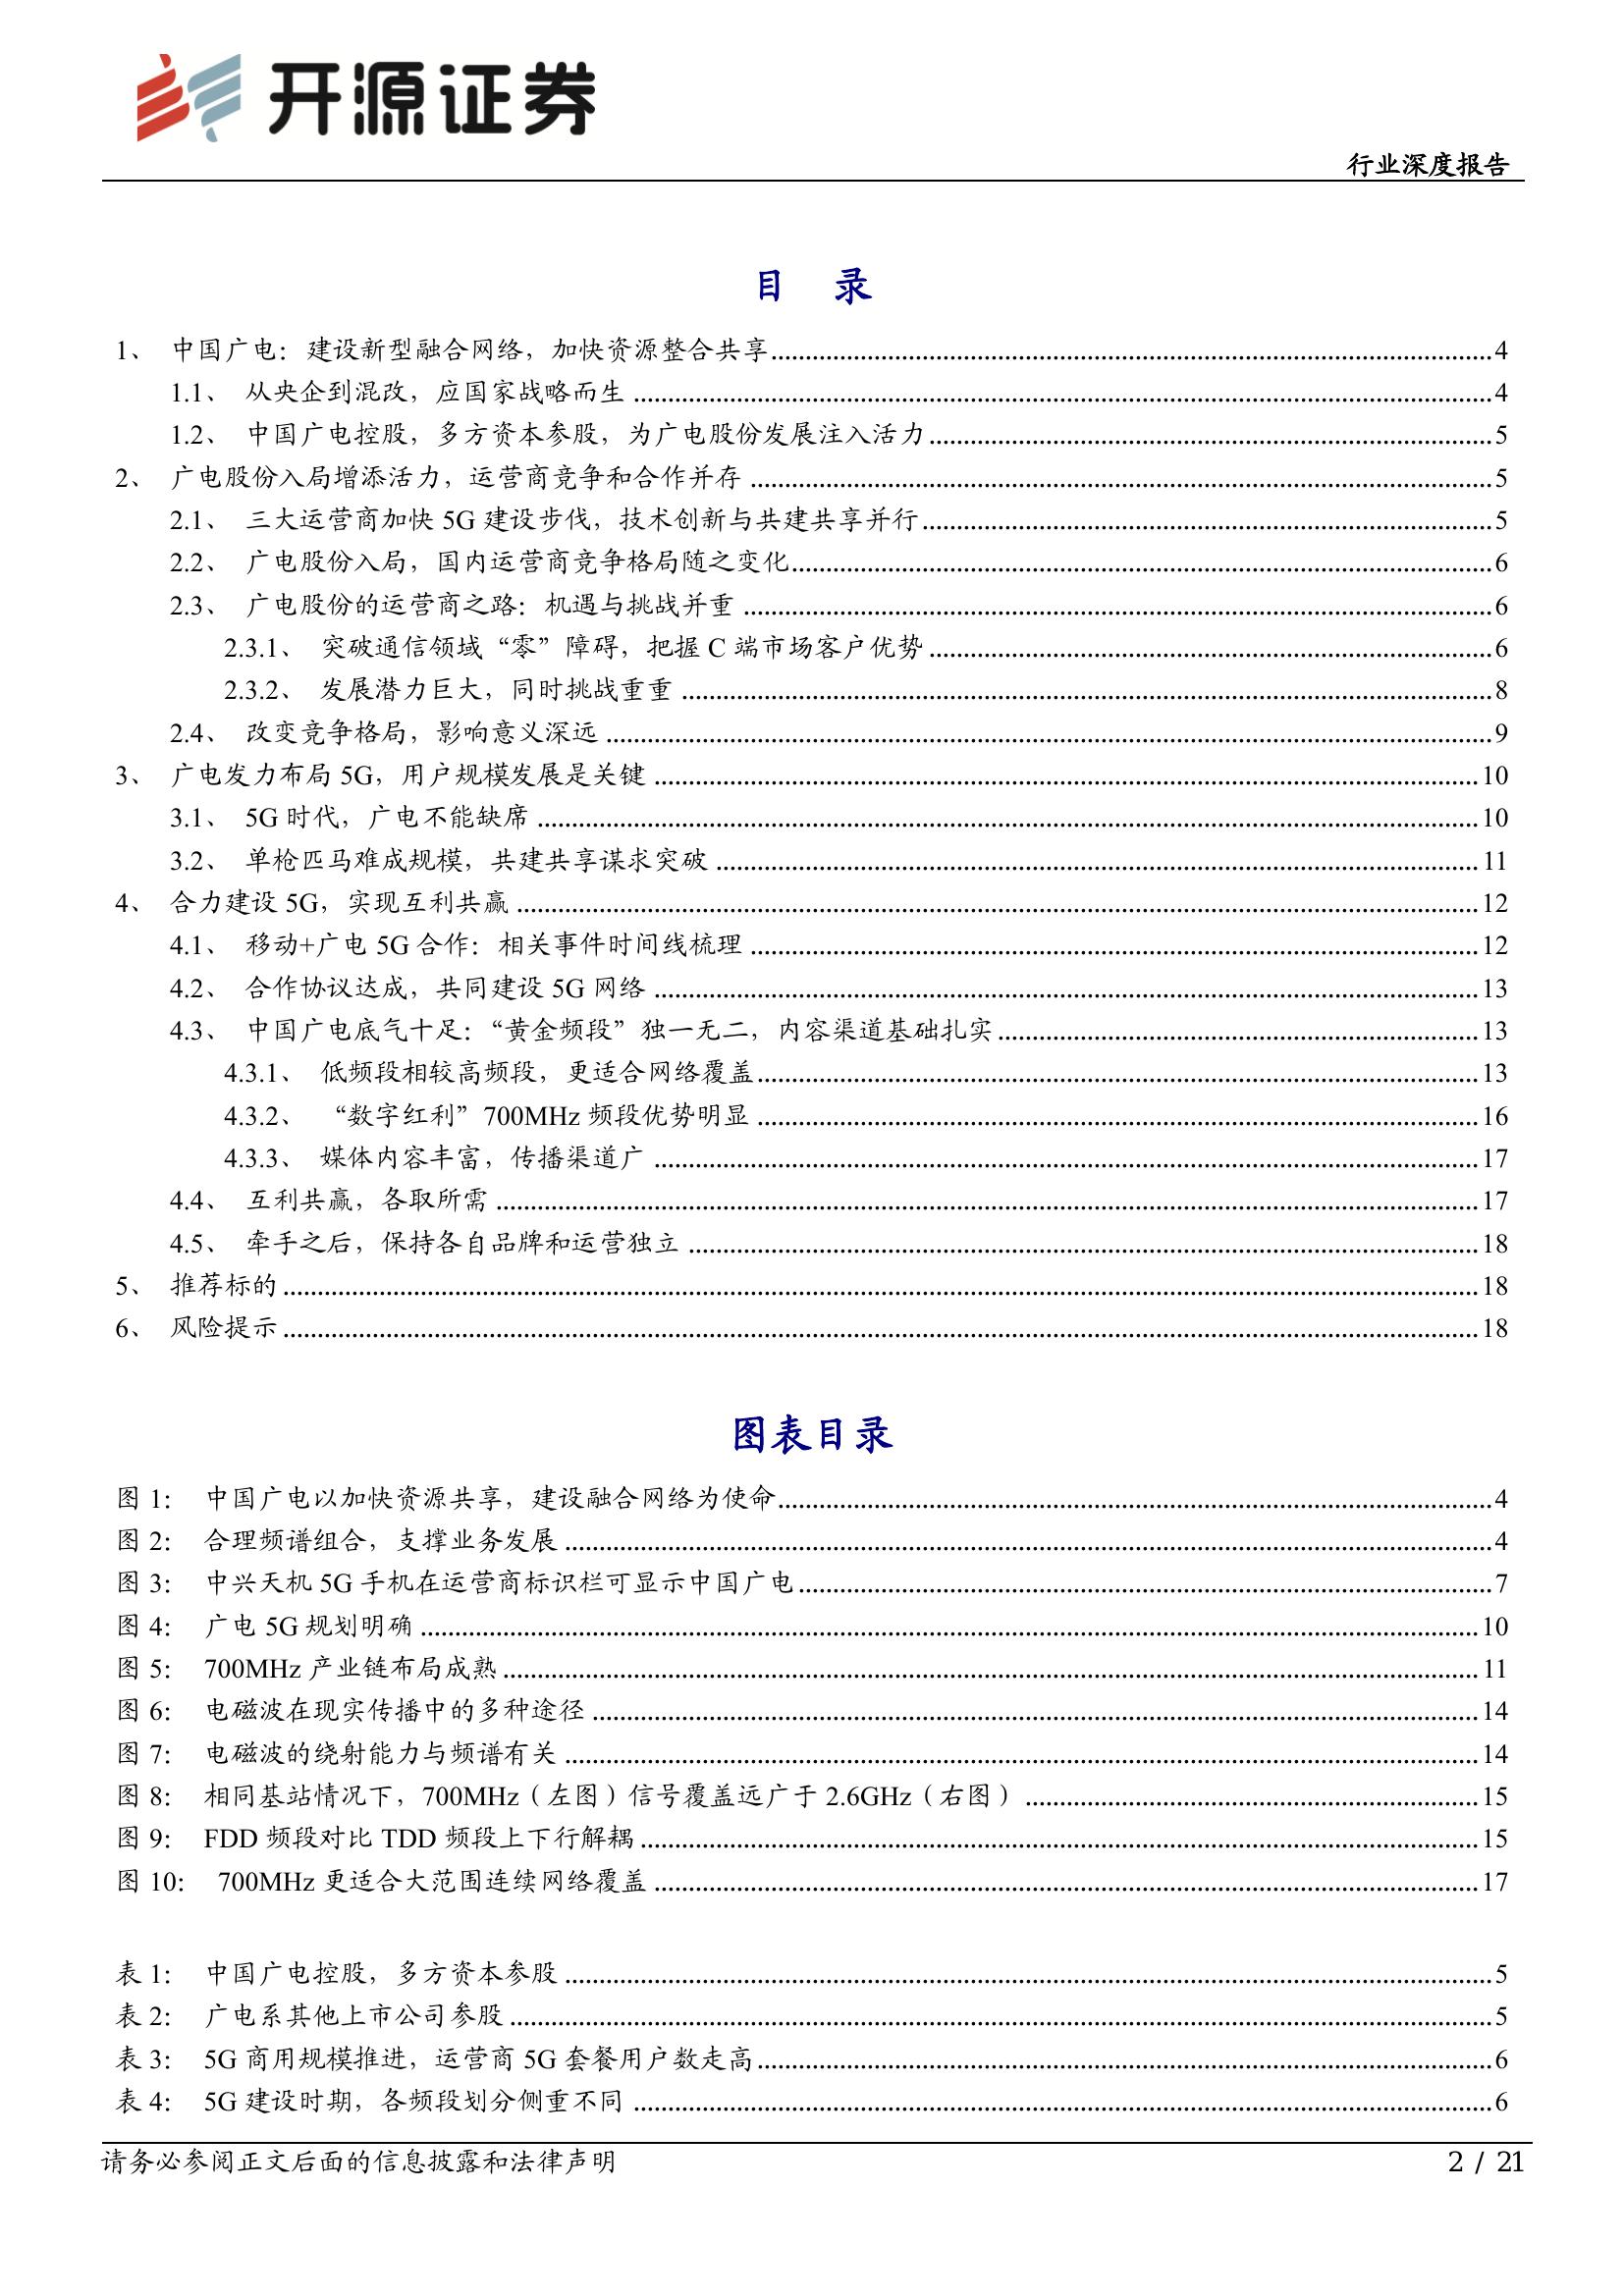 开源证券
行业深度报告
目 录
1、 中国广电：建设新型融合网络，加快资源整合共享 4
1.1、 从央企到混改，应国家战略而生 4
1.2、 中国广电控股，多方资本参股，为广电股份发展注入活力 5
2、 广电股份入局增添活力，运营商竞争和合作并存 5
2.1、 三大运营商加快 5G 建设步伐，技术创新与共建共享并行 5
2.2、 广电股份入局，国内运营商竞争格局随之变化 6
2.3、 广电股份的运营商之路：机遇与挑战并重 6
2.3.1、 突破通信领域“零”障碍，把握 C 端市场客户优势 6
2.3.2、 发展潜力巨大，同时挑战重重 8
2.4、 改变竞争格局，影响意义深远 9
3、 广电发力布局 5G，用户规模发展是关键 10
3.1、 5G 时代，广电不能缺席 10
3.2、 单枪匹马难成规模，共建共享谋求突破 11
4、 合力建设 5G，实现互利共赢 12
4.1、 移动+广电 5G 合作：相关事件时间线梳理 12
4.2、 合作协议达成，共同建设 5G 网络 13
4.3、 中国广电底气十足：“黄金频段”独一无二，内容渠道基础扎实 13
4.3.1、 低频段相较高频段，更适合网络覆盖 13
4.3.2、 “数字红利”700MHz 频段优势明显 16
4.3.3、 媒体内容丰富，传播渠道广 17
4.4、 互利共赢，各取所需 17
4.5、 牵手之后，保持各自品牌和运营独立 18
5、 推荐标的 18
6、 风险提示 18
图表目录
图 1： 中国广电以加快资源共享，建设融合网络为使命 4
图 2： 合理频谱组合，支撑业务发展 4
图 3： 中兴天机 5G 手机在运营商标识栏可显示中国广电 7
图 4： 广电 5G 规划明确 10
图 5： 700MHz 产业链布局成熟 11
图 6： 电磁波在现实传播中的多种途径 14
图 7： 电磁波的绕射能力与频谱有关 14
图 8： 相同基站情况下，700MHz（左图）信号覆盖远广于 2.6GHz（右图） 15
图 9： FDD 频段对比 TDD 频段上下行解耦 15
图 10： 700MHz 更适合大范围连续网络覆盖 17
表 1： 中国广电控股，多方资本参股 5
表 2： 广电系其他上市公司参股 5
表 3： 5G 商用规模推进，运营商 5G 套餐用户数走高 6
表 4： 5G 建设时期，各频段划分侧重不同 6
请务必参阅正文后面的信息披露和法律声明 2 / 21